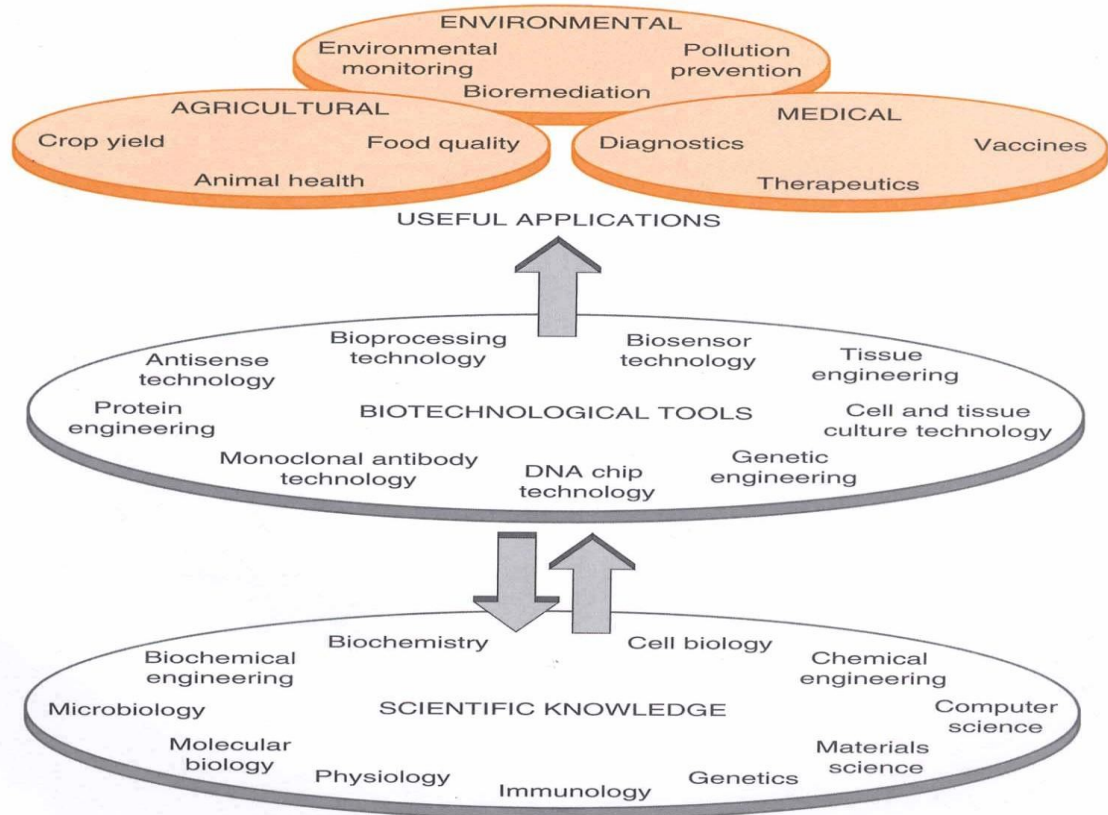 ENVIRONMENTAL
Environmental
monitoring
Pollution
prevention
Bioremediation
AGRICULTURAL
Crop yield
Food quality
Animal health
MEDICAL
Diagnostics
Vaccines
Therapeutics
USEFUL APPLICATIONS
Bioprocessing
technology
Biosensor
technology
Antisense
technology
Tissue
engineering
Protein
engineering
BIOTECHNOLOGICAL TOOLS
Cell and tissue
culture technology
Monoclonal antibody
technology
DNA chip
technology
Genetic
engineering
Biochemistry
Cell biology
Biochemical
engineering
Chemical
engineering
Microbiology
SCIENTIFIC KNOWLEDGE
Computer
science
Molecular
biology
Physiology
Immunology
Genetics
Materials
science